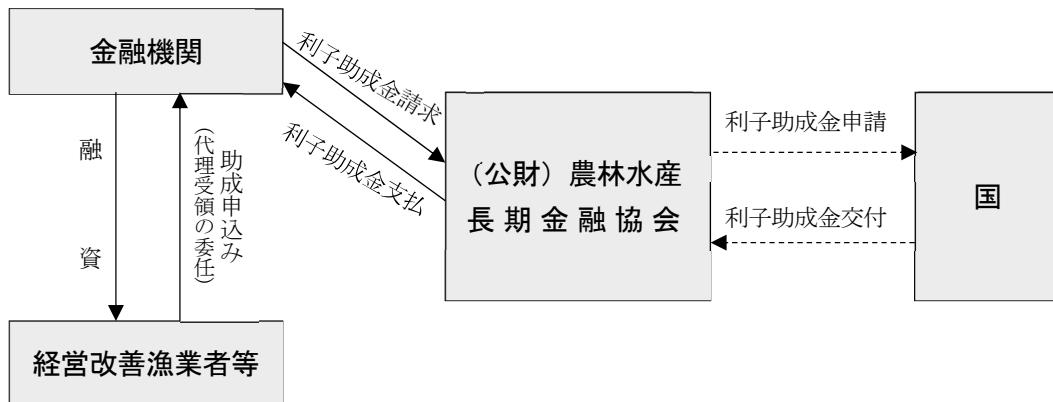 金融機関
利子助成金請求
利子助成金支払
融資
助成申込み
(代理受領の委任)
(公財)農林水産
長期金融協会
利子助成金申請
利子助成金交付
国
経営改善漁業者等